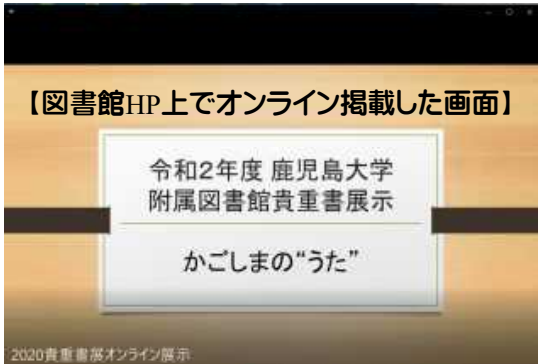 【図書館HP上でオンライン掲載した画面】
令和2年度 鹿児島大学
附属図書館貴重書展示
かごしまの“うた”
2020貴重書展オンライン展示